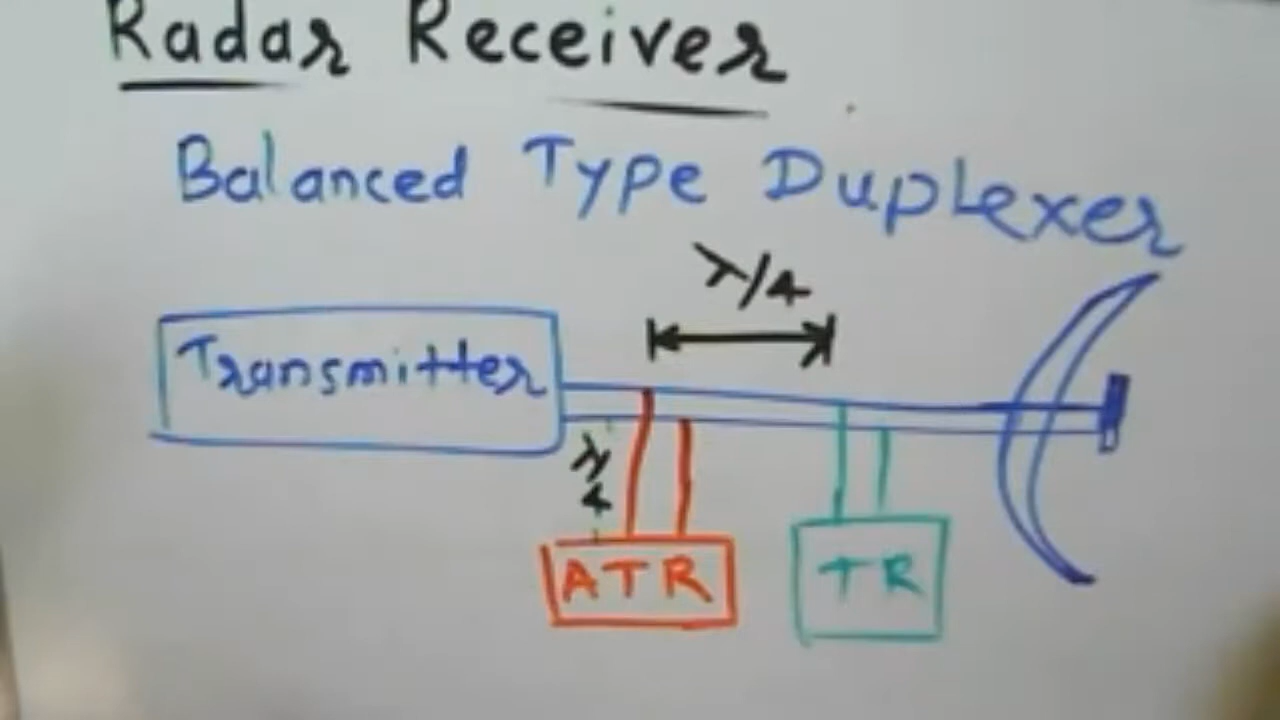 Radar Receiver
Balanced Type Duplexer
λ/4
Transmitter
λ/4
ATR
TR